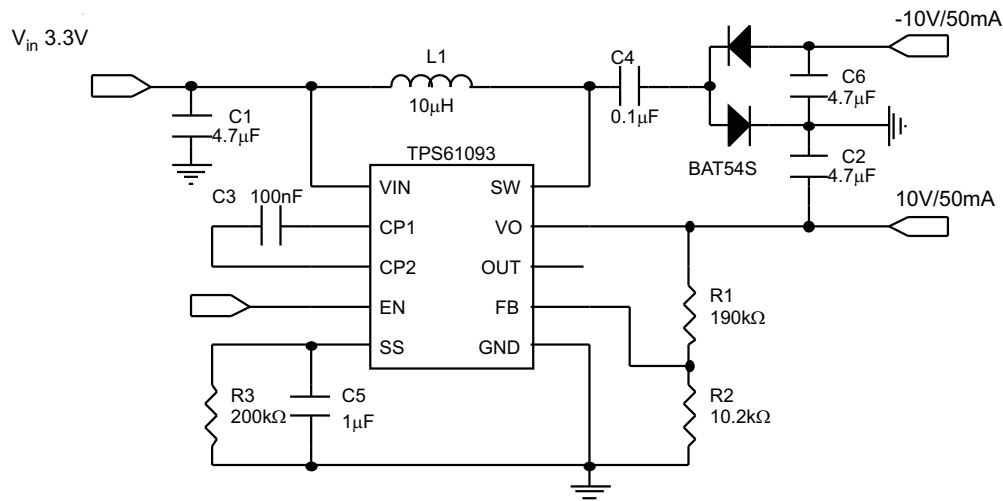 -10V/50mA
Vin 3.3V
L1
10μH
C4
0.1μF
C6
4.7μF
C1
4.7μF
TPS61093
BAT54S
C2
4.7μF
C3 100nF
VIN
SW
CP1
VO
10V/50mA
CP2
OUT
EN
FB
R1
190kΩ
SS
GND
R3
200kΩ
C5
1μF
R2
10.2kΩ